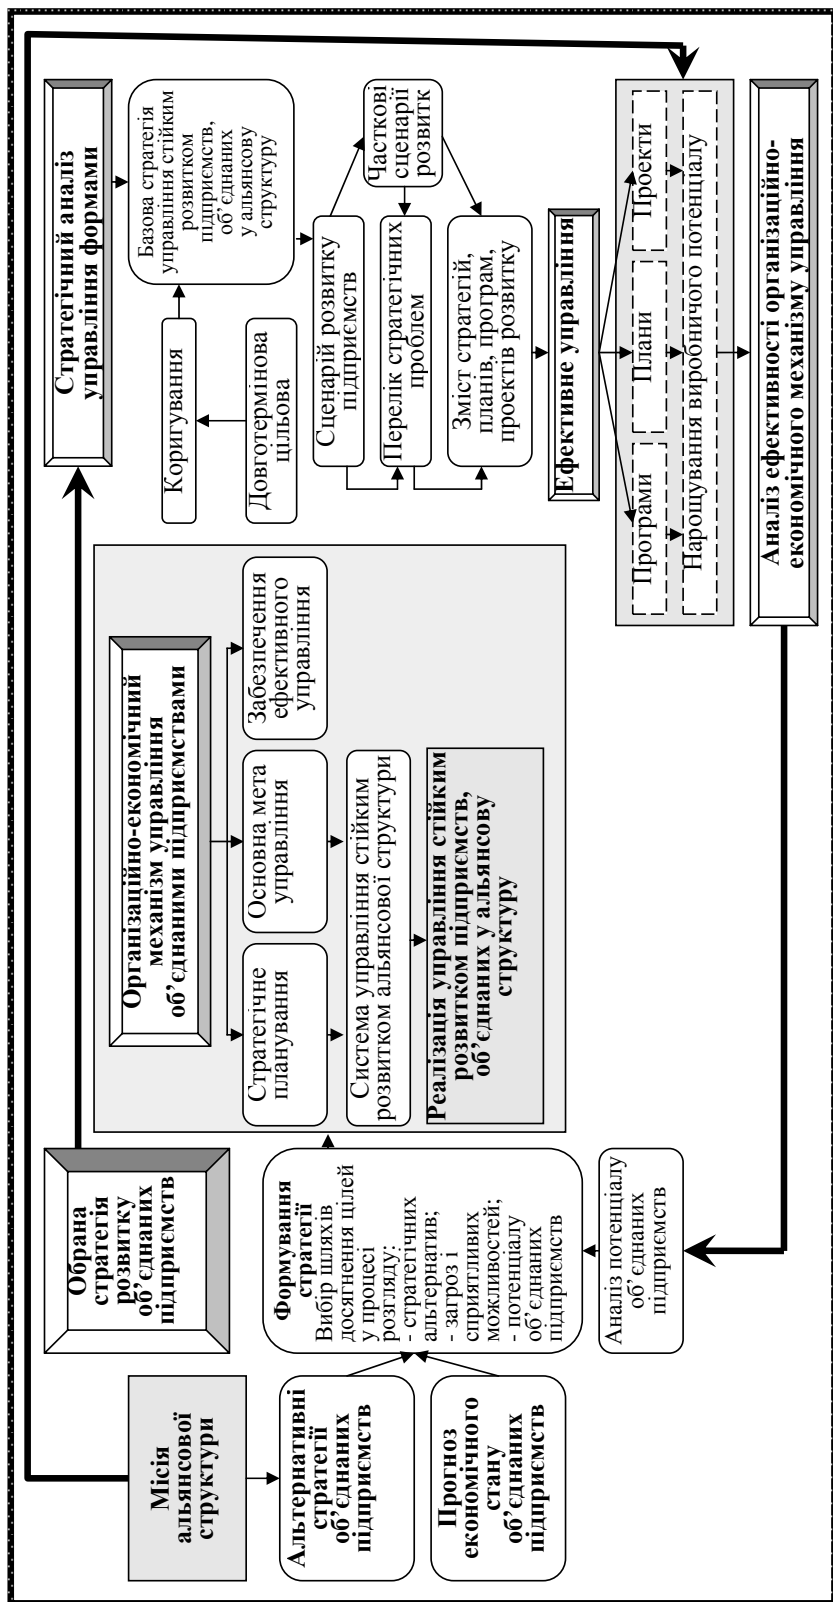 Місія
альянсової
структури
Альтернативні
стратегії
об’єднаних
підприємств
Прогноз
економічного
стану
об’єднаних
підприємств
Обрана
стратегія
розвитку
об’єднаних
підприємств
Формування
стратегії
Вибір шляхів
досягнення цілей
у процесі
розгляду:
- стратегічних
альтернатив;
- загроз і
сприятливих
можливостей;
- потенціалу
об’єднаних
підприємств
Аналіз потенціалу
об’єднаних
підприємств
Організаційно-економічний
механізм управління
об’єднаними підприємствами
Стратегічне
планування
Основна мета
управління
Забезпечення
ефективного
управління
Система управління стійким
розвитком альянсової структури
Реалізація управління стійким
розвитком підприємств,
об’єднаних у альянсову
структуру
Стратегічний аналіз
управління формами
Базова стратегія
управління стійким
розвитком
підприємств,
об’єднаних
у альянсову
структуру
Коригування
Довготермінова
цільова
Сценарій розвитку
підприємств
Часткові
сценарії
розвитк
Перелік стратегічних
проблем
Зміст стратегій,
планів, програм,
проектів розвитку
Ефективне управління
Програми
Плани
Проекти
Нарощування виробничого потенціалу
Аналіз ефективності організаційно-
економічного механізму управління